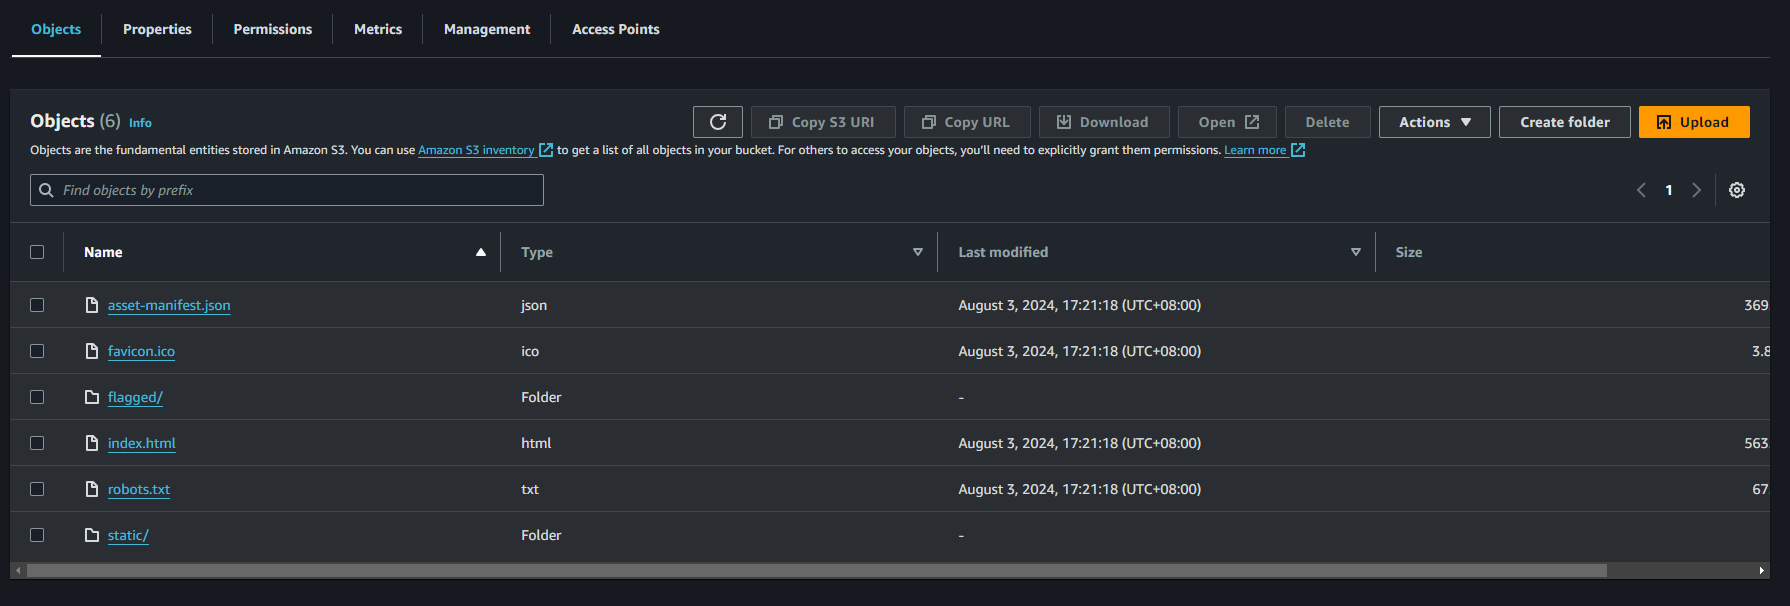 Objects Properties Permissions Metrics Management Access Points
Objects (6) Info Copy S3 URI Copy URL Download Open Delete Actions Create folder Upload
Objects are the fundamental entities stored in Amazon S3. You can use Amazon S3 inventory to get a list of all objects in your bucket. For others to access your objects, you'll need to explicitly grant them permissions. Learn more
Find objects by prefix 1
Name Type Last modified Size
asset-manifest.json json August 3, 2024, 17:21:18 (UTC+08:00) 369.
favicon.ico ico August 3, 2024, 17:21:18 (UTC+08:00) 3.8
flagged/ Folder -
index.html html August 3, 2024, 17:21:18 (UTC+08:00) 563.
robots.txt txt August 3, 2024, 17:21:18 (UTC+08:00) 67.
static/ Folder -